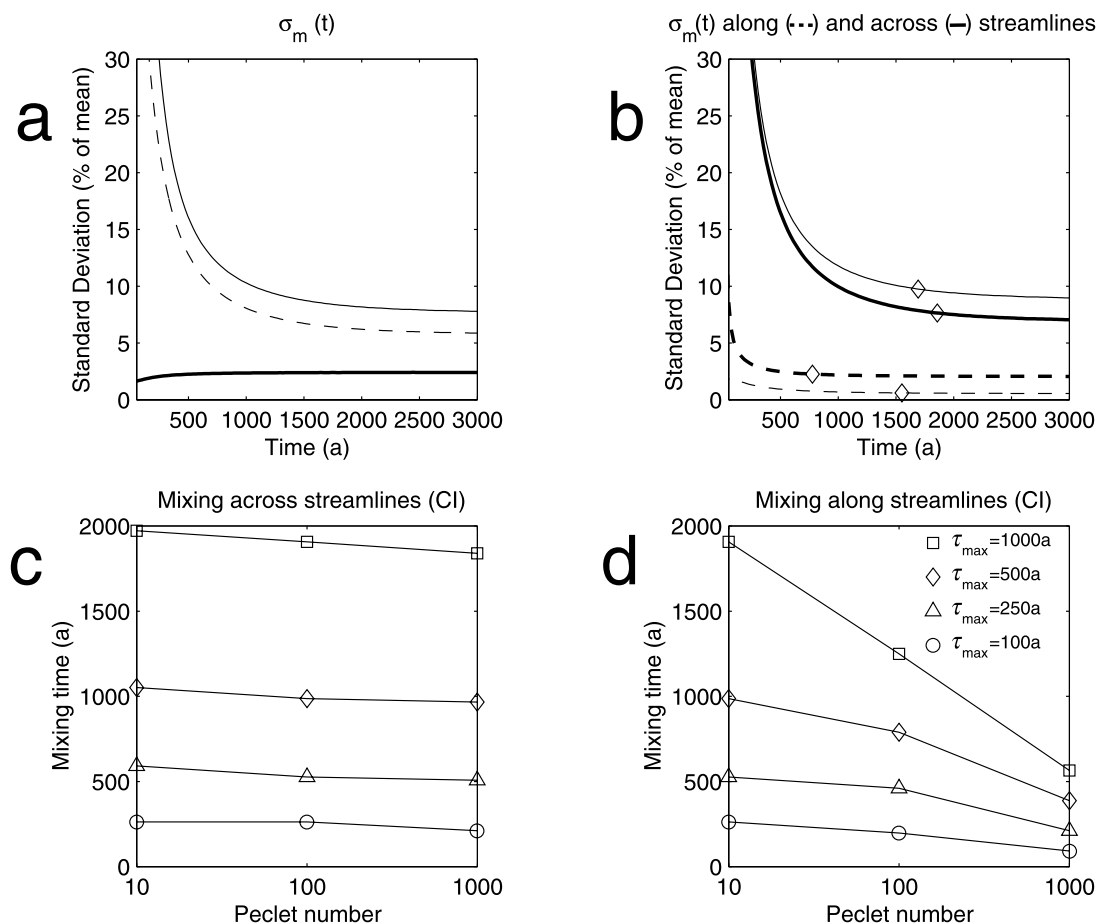 σm (t)
a
Standard Deviation (% of mean)
30
25
20
15
10
5
0
500 1000 1500 2000 2500 3000
Time (a)
σm(t) along (--) and across (–) streamlines
b
Standard Deviation (% of mean)
30
25
20
15
10
5
0
500 1000 1500 2000 2500 3000
Time (a)
Mixing across streamlines (CI)
c
Mixing time (a)
2000
1500
1000
500
0
10 100 1000
Peclet number
Mixing along streamlines (CI)
d
Mixing time (a)
2000
1500
1000
500
0
τmax=1000a
τmax=500a
τmax=250a
τmax=100a
10 100 1000
Peclet number